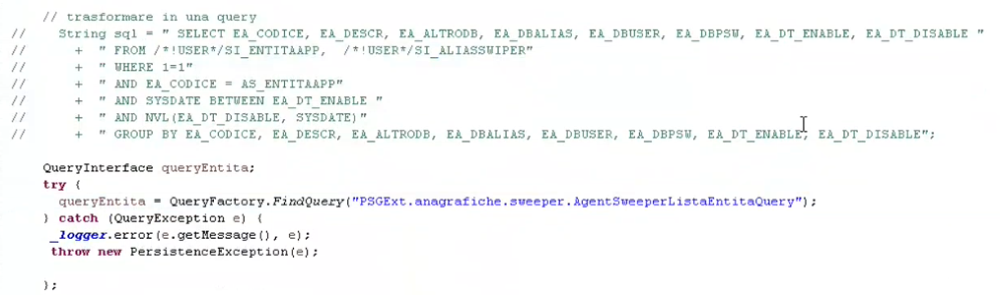 // trasformare in una query
// String sql = " SELECT EA_CODICE, EA_DESCR, EA_ALTRODB, EA_DBALIAS, EA_DBUSER, EA_DBPSW, EA_DT_ENABLE, EA_DT_DISABLE "
// + " FROM /*!USER*/SI_ENTITAAPP, /*!USER*/SI_ALIASSWIPER"
// + " WHERE 1=1"
// + " AND EA_CODICE = AS_ENTITAAPP"
// + " AND SYSDATE BETWEEN EA_DT_ENABLE "
// + " AND NVL(EA_DT_DISABLE, SYSDATE)"
// + " GROUP BY EA_CODICE, EA_DESCR, EA_ALTRODB, EA_DBALIAS, EA_DBUSER, EA_DBPSW, EA_DT_ENABLE, EA_DT_DISABLE";
QueryInterface queryEntita;
try {
queryEntita = QueryFactory.FindQuery("PSGExt.anagrafiche.sweeper.AgentSweeperListaEntitaQuery");
} catch (QueryException e) {
_logger.error(e.getMessage(), e);
throw new PersistenceException(e);
};